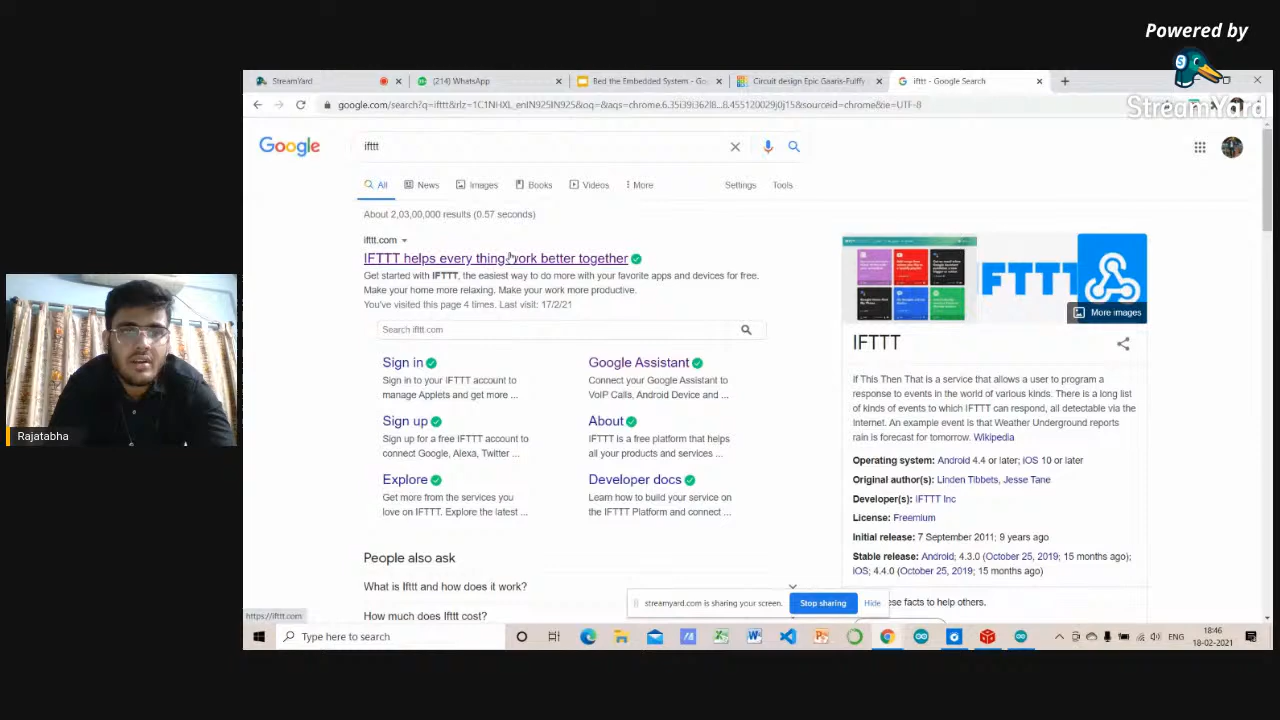 Powered by
StreamYard
StreamYard
(214) WhatsApp
Bed the Embedded System - Go
Circuit design Epic Gaaris-Fulffy
ifttt - Google Search
Google
ifttt
All
News
Images
Books
Videos
More
Settings
Tools
About 2,03,00,000 results (0.57 seconds)
ifttt.com
IFTTT helps every thing work better together
Get started with IFTTT, the easiest way to do more with your favorite apps and devices for free.
Make your home more relaxing. Make your work more productive.
You've visited this page 4 times. Last visit: 17/2/21
Search ifttt.com
Sign in
Sign in to your IFTTT account to
manage Applets and get more ...
Google Assistant
Connect your Google Assistant to
VoIP Calls, Android Device and ...
Sign up
Sign up for a free IFTTT account to
connect Google, Alexa, Twitter ...
About
IFTTT is a free platform that helps
all your products and services ...
Explore
Get more from the services you
love on IFTTT. Explore the latest ...
Developer docs
Learn how to build your service on
the IFTTT Platform and connect ...
People also ask
What is Ifttt and how does it work?
How much does Ifttt cost?
IFTTT
More images
IFTTT
If This Then That is a service that allows a user to program a
response to events in the world of various kinds. There is a long list
of kinds of events to which IFTTT can respond, all detectable via the
Internet. An example event is that Weather Underground reports
rain is forecast for tomorrow. Wikipedia
Operating system: Android 4.4 or later; iOS 10 or later
Original author(s): Linden Tibbets, Jesse Tane
Developer(s): IFTTT Inc
License: Freemium
Initial release: 7 September 2011; 9 years ago
Stable release: Android; 4.3.0 (October 25, 2019; 15 months ago);
iOS; 4.4.0 (October 25, 2019; 15 months ago)
ese facts to help others.
streamyard.com is sharing your screen.
Stop sharing
Hide
https://ifttt.com
Type here to search
ENG
18:46
18-02-2021
Rajatabha